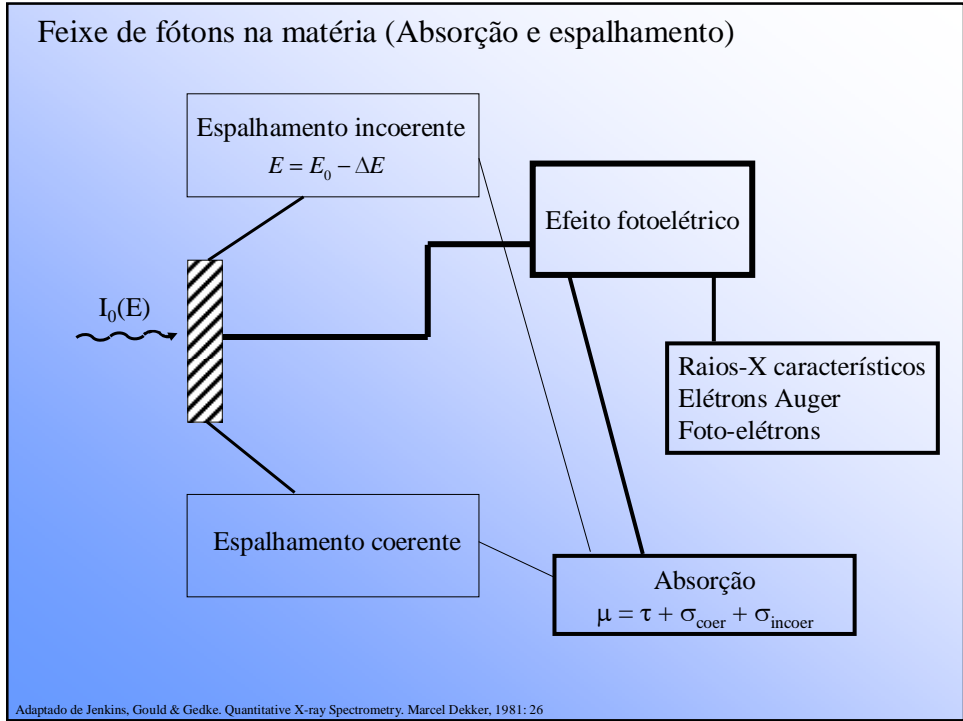 Feixe de fótons na matéria (Absorção e espalhamento)
Espalhamento incoerente
E = E₀ − ΔE
Efeito fotoelétrico
I₀(E)
Raios-X característicos
Elétrons Auger
Foto-elétrons
Espalhamento coerente
Absorção
μ = τ + σcoer + σincoer
Adaptado de Jenkins, Gould & Gedke. Quantitative X-ray Spectrometry. Marcel Dekker, 1981: 26